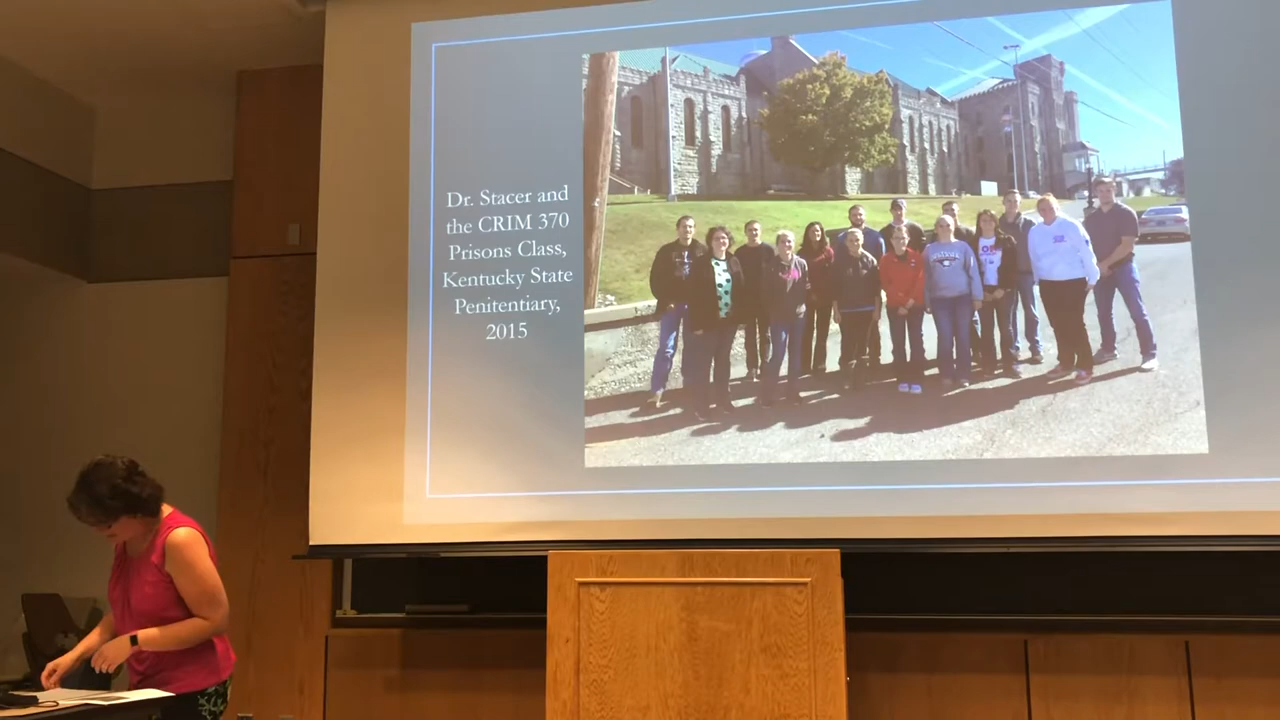 Dr. Stacer and
the CRIM 370
Prisons Class,
Kentucky State
Penitentiary,
2015